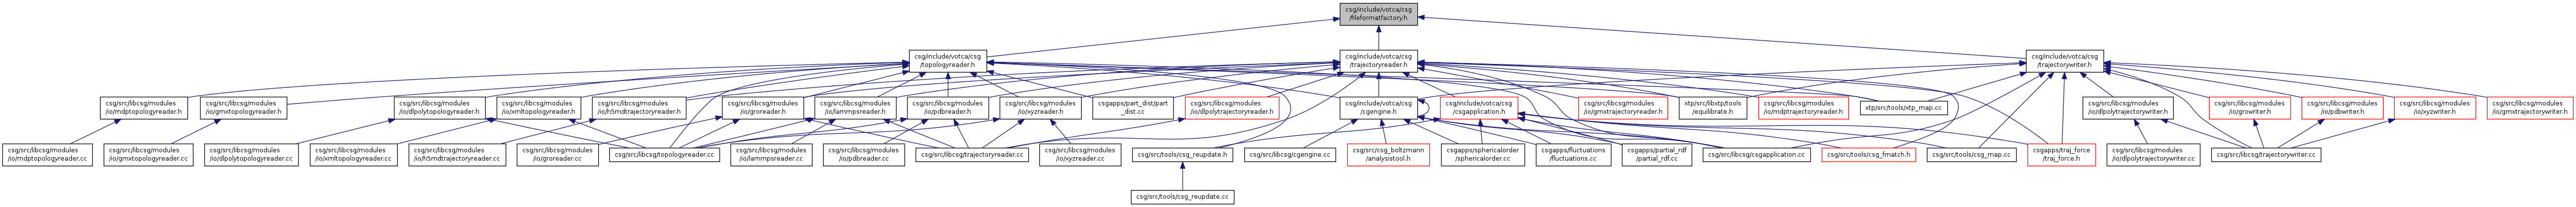 csg/include/votca/csg
/fileformatfactory.h
csg/include/votca/csg
/topologyreader.h
csg/include/votca/csg
/trajectoryreader.h
csg/include/votca/csg
/trajectorywriter.h
csg/src/libcsg/modules
/io/mdptopologyreader.h
csg/src/libcsg/modules
/io/gmxtopologyreader.h
csg/src/libcsg/modules
/io/dlpolytopologyreader.h
csg/src/libcsg/modules
/io/xmltopologyreader.h
csg/src/libcsg/modules
/io/h5mdtrajectoryreader.h
csg/src/libcsg/modules
/io/groreader.h
csg/src/libcsg/modules
/io/lammpsreader.h
csg/src/libcsg/modules
/io/pdbreader.h
csg/src/libcsg/modules
/io/xyzreader.h
csgapps/part_dist/part
_dist.cc
csg/src/libcsg/modules
/io/dlpolytrajectoryreader.h
csg/include/votca/csg
/cgengine.h
csg/include/votca/csg
/csgapplication.h
csg/src/libcsg/modules
/io/gmxtrajectoryreader.h
xtp/src/libxtp/tools
/equilibrate.h
csg/src/libcsg/modules
/io/mdptrajectoryreader.h
xtp/src/tools/xtp_map.cc
csg/src/libcsg/modules
/io/dlpolytrajectorywriter.h
csg/src/libcsg/modules
/io/growriter.h
csg/src/libcsg/modules
/io/pdbwriter.h
csg/src/libcsg/modules
/io/xyzwriter.h
csg/src/libcsg/modules
/io/gmxtrajectorywriter.h
csg/src/libcsg/modules
/io/mdptopologyreader.cc
csg/src/libcsg/modules
/io/gmxtopologyreader.cc
csg/src/libcsg/modules
/io/dlpolytopologyreader.cc
csg/src/libcsg/modules
/io/xmltopologyreader.cc
csg/src/libcsg/modules
/io/h5mdtrajectoryreader.cc
csg/src/libcsg/modules
/io/groreader.cc
csg/src/libcsg/topologyreader.cc
csg/src/libcsg/modules
/io/lammpsreader.cc
csg/src/libcsg/modules
/io/pdbreader.cc
csg/src/libcsg/trajectoryreader.cc
csg/src/libcsg/modules
/io/xyzreader.cc
csg/src/tools/csg_reupdate.h
csg/src/libcsg/cgengine.cc
csg/src/csg_boltzmann
/analysistool.h
csgapps/sphericalorder
/sphericalorder.cc
csgapps/fluctuations
/fluctuations.cc
csgapps/partial_rdf
/partial_rdf.cc
csg/src/libcsg/csgapplication.cc
csg/src/tools/csg_fmatch.h
csg/src/tools/csg_map.cc
csgapps/traj_force
/traj_force.h
csg/src/libcsg/modules
/io/dlpolytrajectorywriter.cc
csg/src/libcsg/trajectorywriter.cc
csg/src/tools/csg_reupdate.cc